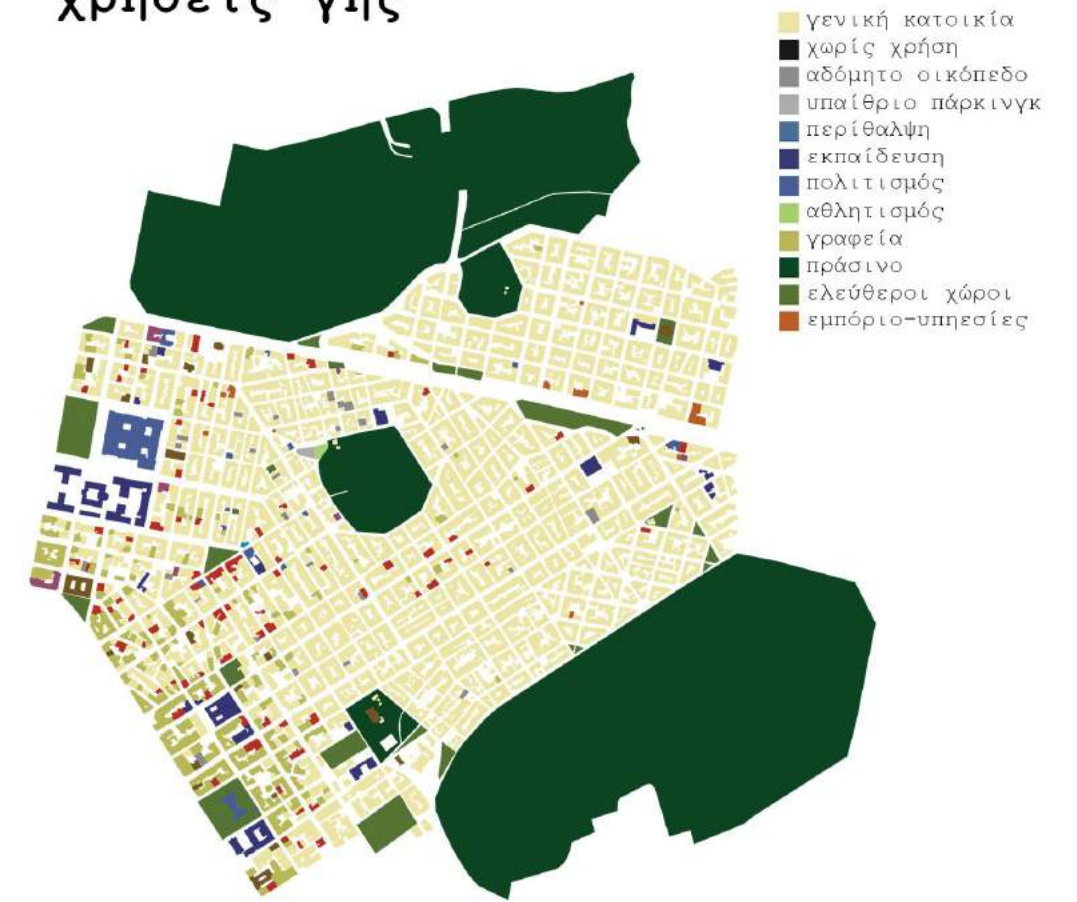 χρήσεις γης
γενική κατοικία
χωρίς χρήση
αδόμητο οικόπεδο
υπαίθριο πάρκινγκ
περίθαλψη
εκπαίδευση
πολιτισμός
αθλητισμός
γραφεία
πράσινο
ελεύθεροι χώροι
εμπόριο-υπηεσίες